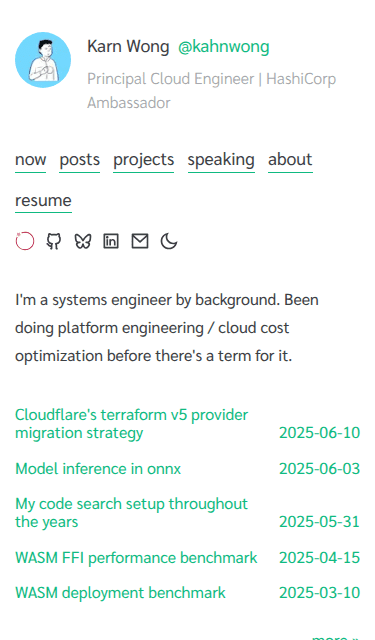 Karn Wong @kahnwong
Principal Cloud Engineer | HashiCorp
Ambassador
now posts projects speaking about
resume
I'm a systems engineer by background. Been
doing platform engineering / cloud cost
optimization before there's a term for it.
Cloudflare's terraform v5 provider
migration strategy 2025-06-10
Model inference in onnx 2025-06-03
My code search setup throughout
the years 2025-05-31
WASM FFI performance benchmark 2025-04-15
WASM deployment benchmark 2025-03-10
more »